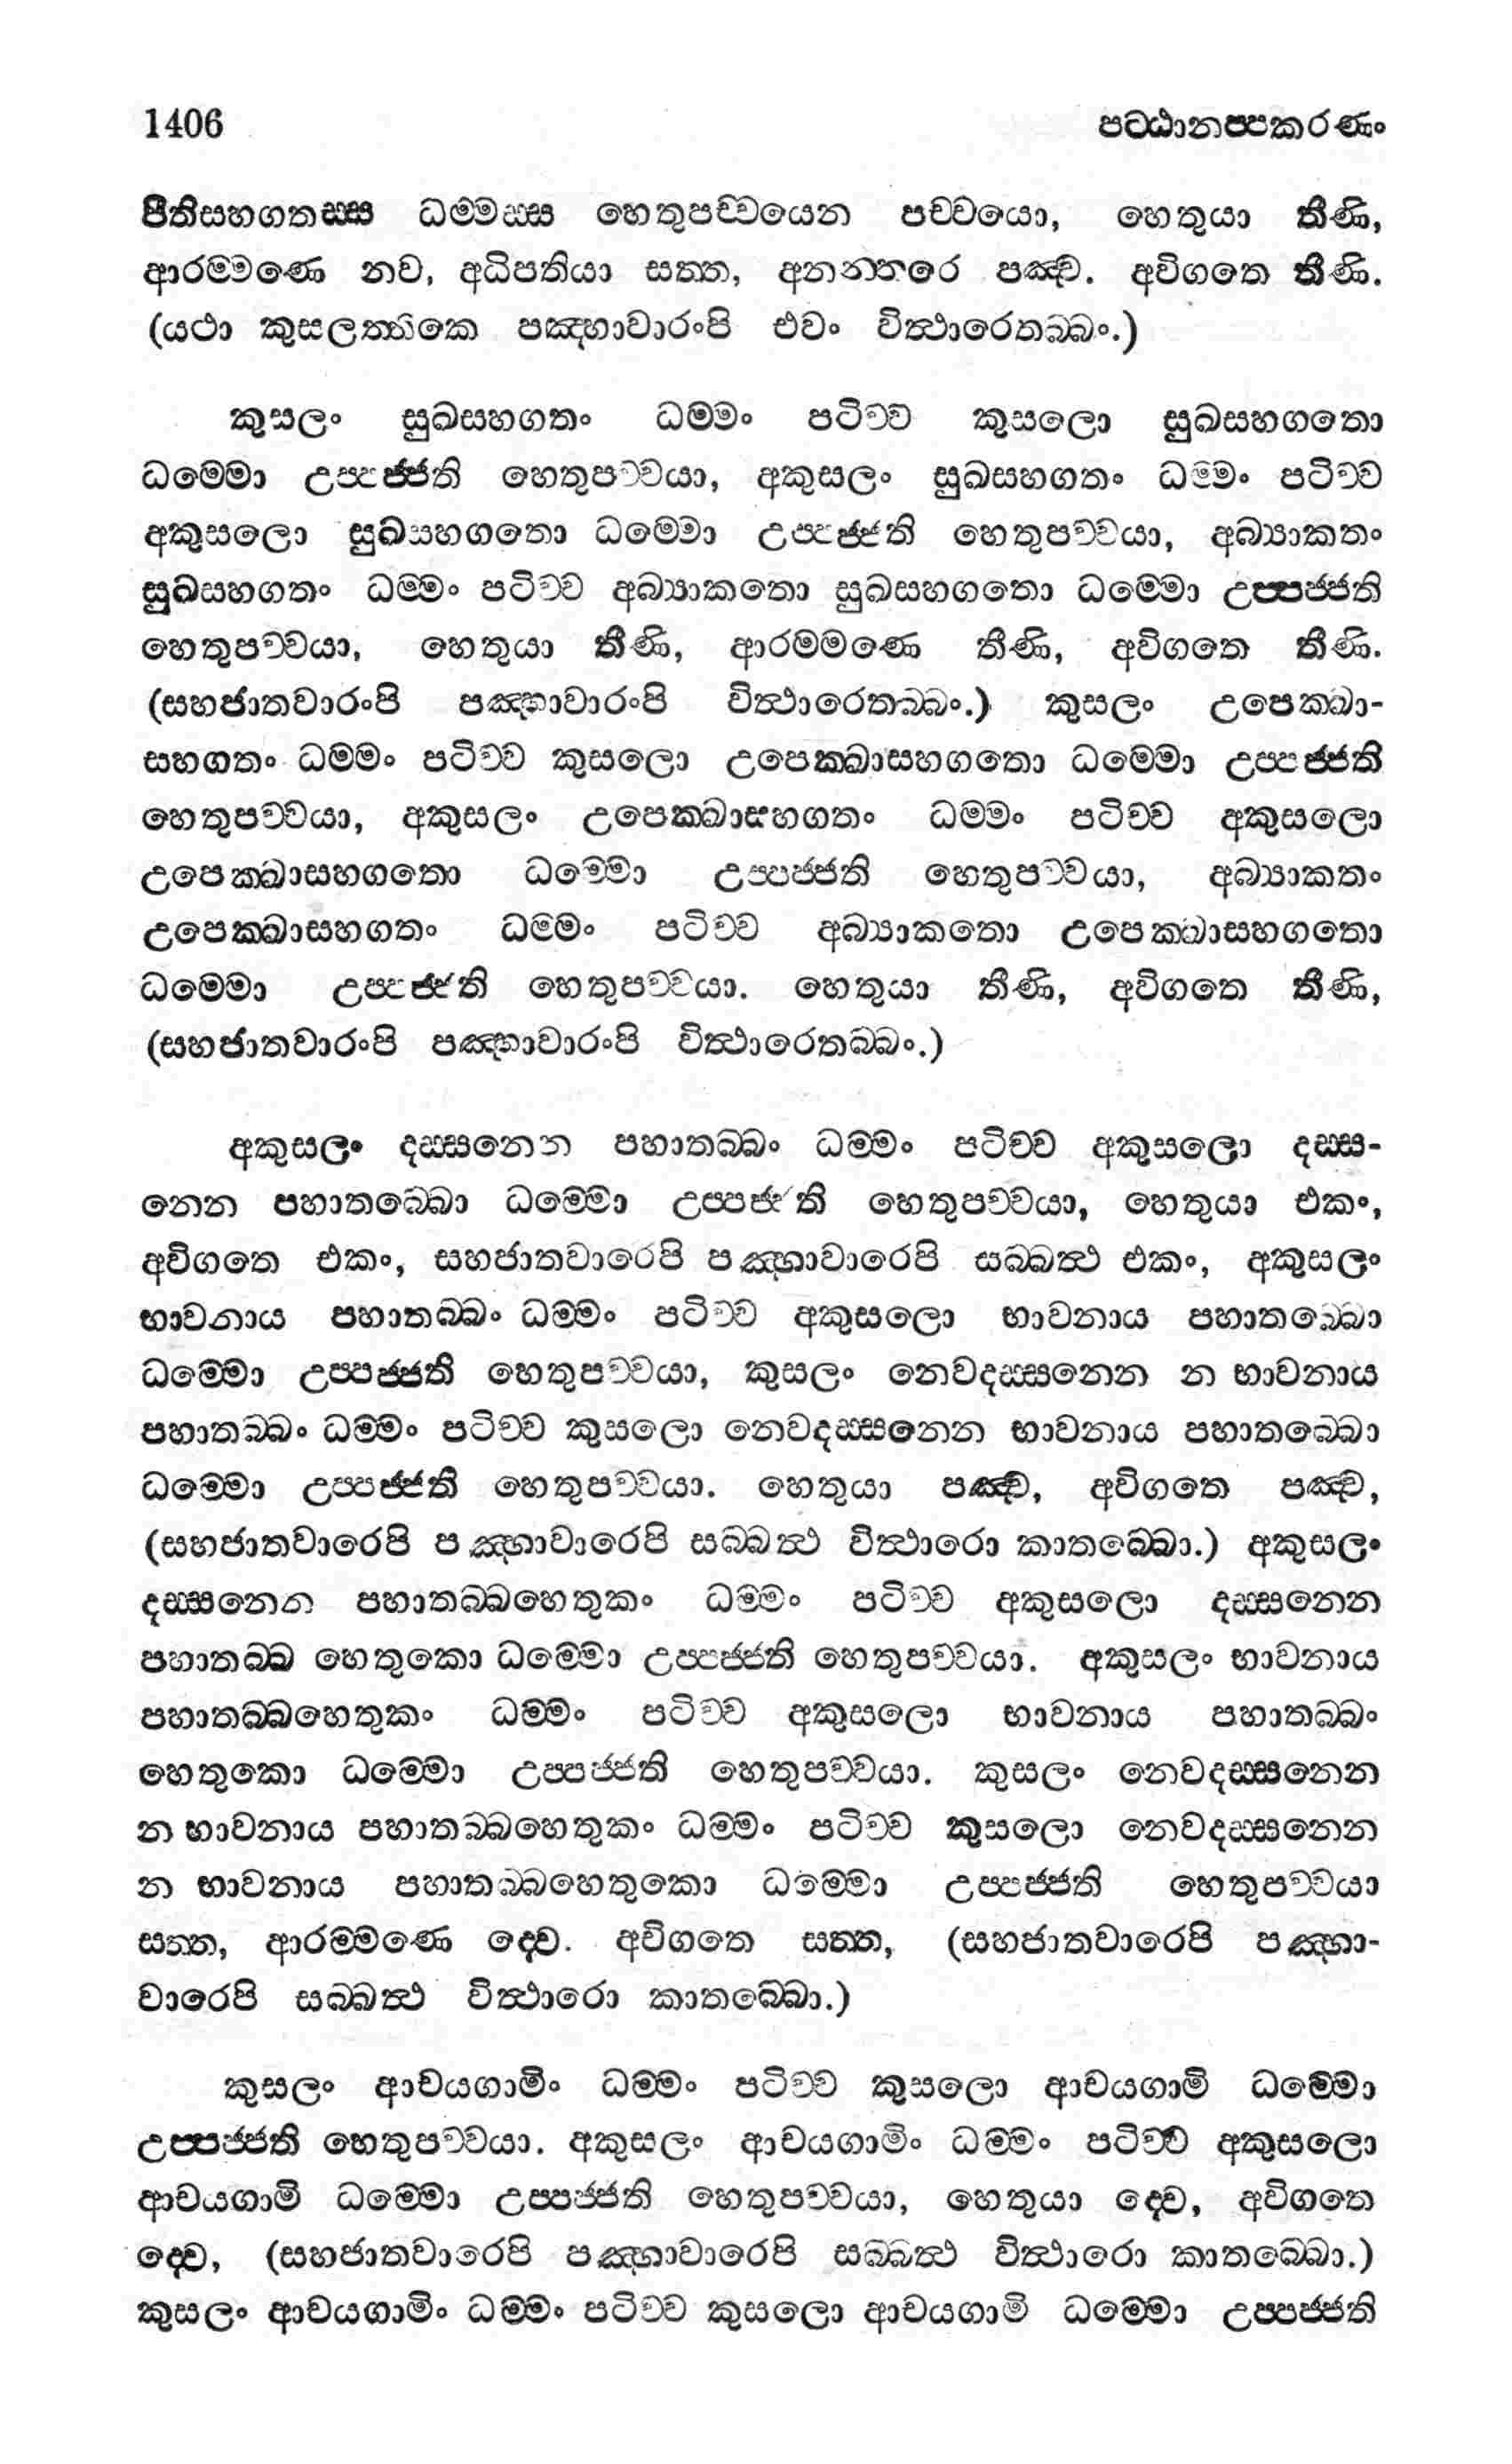 1406 පට්ඨානප්පකරණං
පීතිසහගතස්ස ධම්මස්ස හෙතුපච්චයෙන පච්චයො, හෙතුයා තීණි,
ආරම්මණෙ නව, අධිපතියා සත්ත, අනන්තරෙ පඤ්ච. අවිගතෙ තීණි.
(යථා කුසලත්තිකෙ පඤ්හාවාරංපි එවං විත්ථාරෙතබ්බං.)
කුසලං සුඛසහගතං ධම්මං පටිච්ච කුසලො සුඛසහගතො
ධම්මො උප්පජ්ජති හෙතුපච්චයා, අකුසලං සුඛසහගතං ධම්මං පටිච්ච
අකුසලො සුඛසහගතො ධම්මො උප්පජ්ජති හෙතුපච්චයා, අබ්‍යාකතං
සුඛසහගතං ධම්මං පටිච්ච අබ්‍යාකතො සුඛසහගතො ධම්මො උප්පජ්ජති
හෙතුපච්චයා, හෙතුයා තීණි, ආරම්මණෙ තීණි, අවිගතෙ තීණි.
(සහජාතවාරංපි පඤ්හාවාරංපි විත්ථාරෙතබ්බං.) කුසලං උපෙක්ඛා-
සහගතං ධම්මං පටිච්ච කුසලො උපෙක්ඛාසහගතො ධම්මො උප්පජ්ජති
හෙතුපච්චයා, අකුසලං උපෙක්ඛාසහගතං ධම්මං පටිච්ච අකුසලො
උපෙක්ඛාසහගතො ධම්මො උප්පජ්ජති හෙතුපච්චයා, අබ්‍යාකතං
උපෙක්ඛාසහගතං ධම්මං පටිච්ච අබ්‍යාකතො උපෙක්ඛාසහගතො
ධම්මො උප්පජ්ජති හෙතුපච්චයා. හෙතුයා තීණි, අවිගතෙ තීණි,
(සහජාතවාරංපි පඤ්හාවාරංපි විත්ථාරෙතබ්බං.)
අකුසලං දස්සනෙන පහාතබ්බං ධම්මං පටිච්ච අකුසලො දස්ස-
නෙන පහාතබ්බො ධම්මො උප්පජ්ජති හෙතුපච්චයා, හෙතුයා එකං,
අවිගතෙ එකං, සහජාතවාරෙපි පඤ්හාවාරෙපි සබ්බත්ථ එකං, අකුසලං
භාවනාය පහාතබ්බං ධම්මං පටිච්ච අකුසලො භාවනාය පහාතබ්බො
ධම්මො උප්පජ්ජති හෙතුපච්චයා, කුසලං නෙවදස්සනෙන න භාවනාය
පහාතබ්බං ධම්මං පටිච්ච කුසලො නෙවදස්සනෙන භාවනාය පහාතබ්බො
ධම්මො උප්පජ්ජති හෙතුපච්චයා. හෙතුයා පඤ්ච, අවිගතෙ පඤ්ච,
(සහජාතවාරෙපි පඤ්හාවාරෙපි සබ්බත්ථ විත්ථාරො කාතබ්බො.) අකුසලං
දස්සනෙන පහාතබ්බහෙතුකං ධම්මං පටිච්ච අකුසලො දස්සනෙන
පහාතබ්බ හෙතුකො ධම්මො උප්පජ්ජති හෙතුපච්චයා. අකුසලං භාවනාය
පහාතබ්බහෙතුකං ධම්මං පටිච්ච අකුසලො භාවනාය පහාතබ්බං
හෙතුකො ධම්මො උප්පජ්ජති හෙතුපච්චයා. කුසලං නෙවදස්සනෙන
න භාවනාය පහාතබ්බහෙතුකං ධම්මං පටිච්ච කුසලො නෙවදස්සනෙන
න භාවනාය පහාතබ්බහෙතුකො ධම්මො උප්පජ්ජති හෙතුපච්චයා
සත්ත, ආරම්මණෙ ද්වෙ. අවිගතෙ සත්ත, (සහජාතවාරෙපි පඤ්හා-
වාරෙපි සබ්බත්ථ විත්ථාරො කාතබ්බො.)
කුසලං ආචයගාමිං ධම්මං පටිච්ච කුසලො ආචයගාමි ධම්මො
උප්පජ්ජති හෙතුපච්චයා. අකුසලං ආචයගාමිං ධම්මං පටිච්ච අකුසලො
ආචයගාමි ධම්මො උප්පජ්ජති හෙතුපච්චයා, හෙතුයා ද්වෙ, අවිගතෙ
ද්වෙ, (සහජාතවාරෙපි පඤ්හාවාරෙපි සබ්බත්ථ විත්ථාරො කාතබ්බො.)
කුසලං ආචයගාමිං ධම්මං පටිච්ච කුසලො ආචයගාමි ධම්මො උප්පජ්ජති